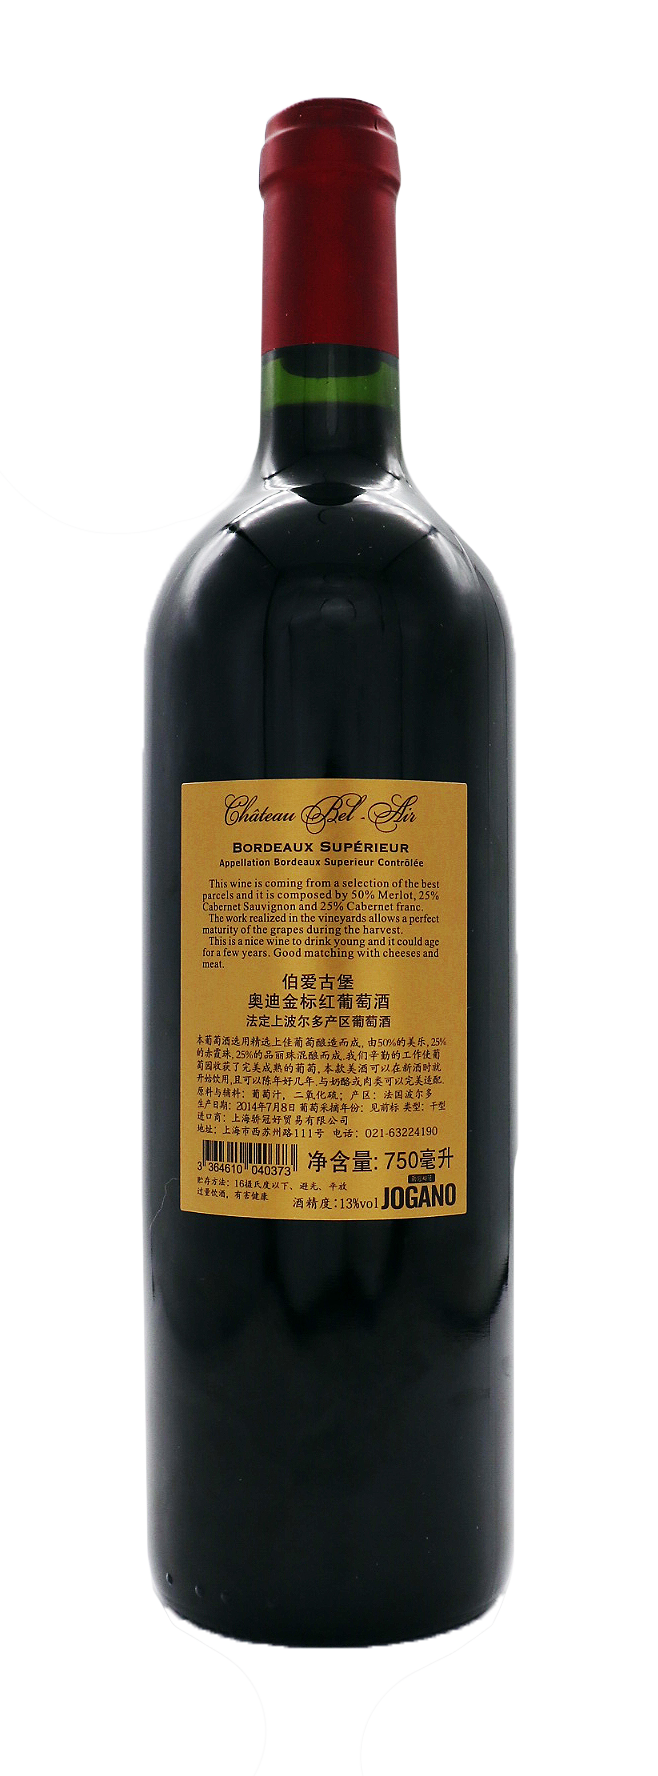 Château Bel-Air
BORDEAUX SUPÉRIEUR
Appellation Bordeaux Superieur Contrôlée
This wine is coming from a selection of the best
parcels and it is composed by 50% Merlot, 25%
Cabernet Sauvignon and 25% Cabernet franc.
The work realized in the vineyards allows a perfect
maturity of the grapes during the harvest.
This is a nice wine to drink young and it could age
for a few years. Good matching with cheeses and
meat.
伯爱古堡
奥迪金标红葡萄酒
法定上波尔多产区葡萄酒
本葡萄酒选用精选上佳葡萄酿造而成, 由50%的美乐, 25%
的赤霞珠, 25%的品丽珠混酿而成. 我们辛勤的工作使葡
萄园收获了完美成熟的葡萄. 本款美酒可以在新酒时就
开始饮用, 且可以陈年好几年. 与奶酪或肉类可以完美适配.
原料与辅料: 葡萄汁, 二氧化硫; 产区: 法国波尔多
生产日期: 2014年7月8日 葡萄采摘年份: 见前标 类型: 干型
进口商: 上海骄冠好贸易有限公司
地址: 上海市西苏州路111号 电话: 021-63224190
3 364610 040373
净含量: 750毫升
贮存方法: 16摄氏度以下、避光、平放
过量饮酒, 有害健康
酒精度: 13%vol
JOGANO